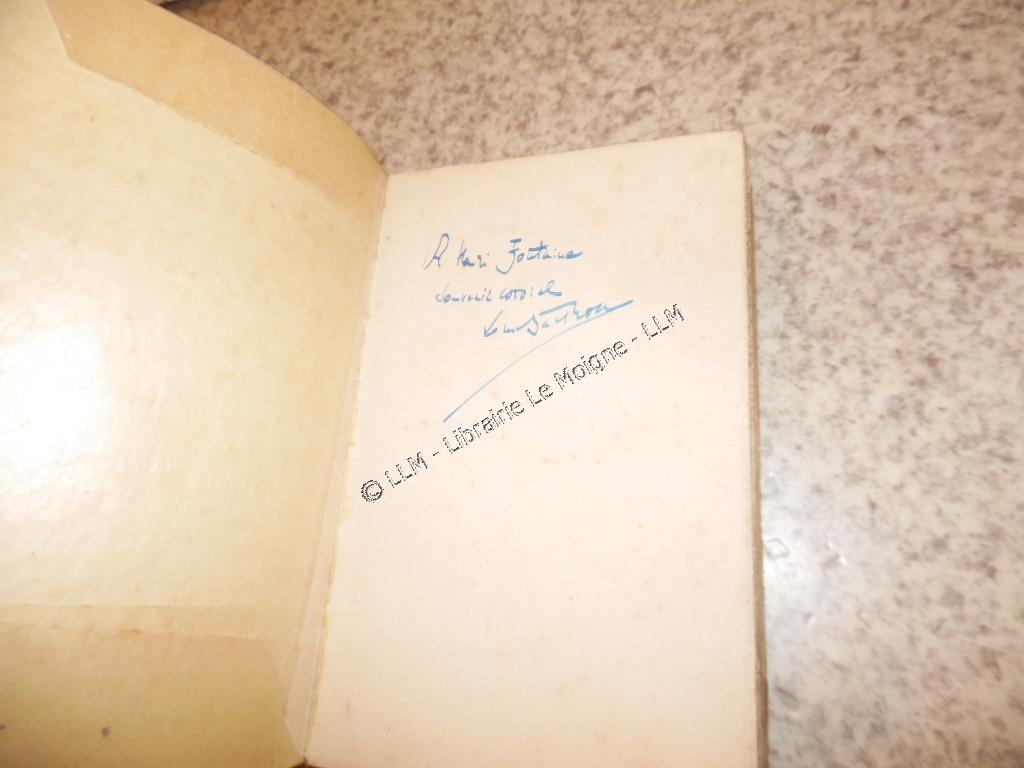 A Henri Fontaine
Souvenir cordial
© LLM - Librairie Le Moigne - LLM